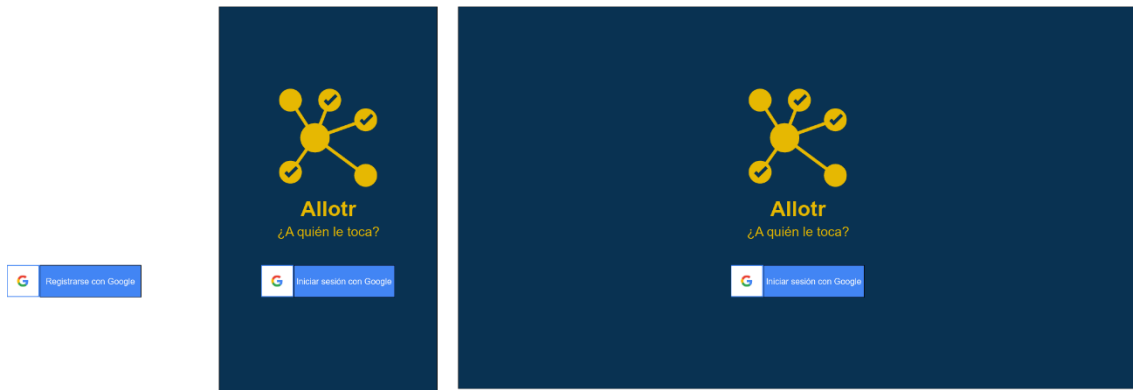 Registrarse con Google
Allotr
¿A quién le toca?
Iniciar sesión con Google
Allotr
¿A quién le toca?
Iniciar sesión con Google